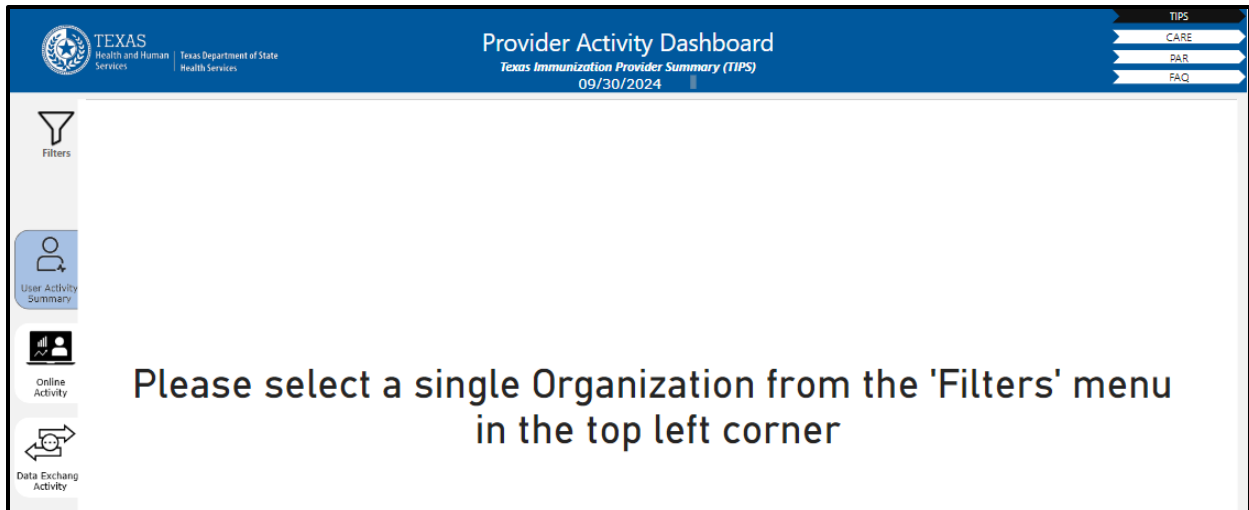 TEXAS
Health and Human
Services
Texas Department of State
Health Services
Provider Activity Dashboard
Texas Immunization Provider Summary (TIPS)
09/30/2024
TIPS
CARE
PAR
FAQ
Filters
User Activity
Summary
Online
Activity
Data Exchang
Activity
Please select a single Organization from the 'Filters' menu
in the top left corner